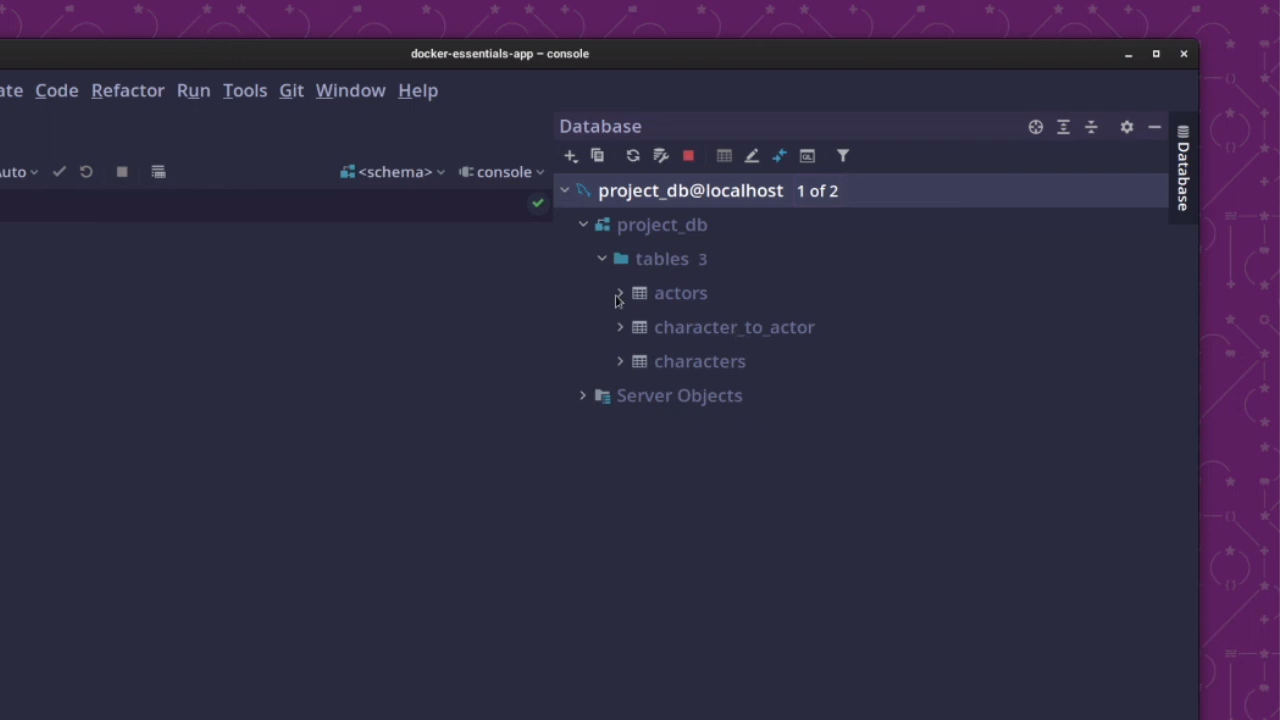 docker-essentials-app – console
ate Code Refactor Run Tools Git Window Help
Database
Auto <schema> console
project_db@localhost 1 of 2
project_db
tables 3
actors
character_to_actor
characters
Server Objects
Database